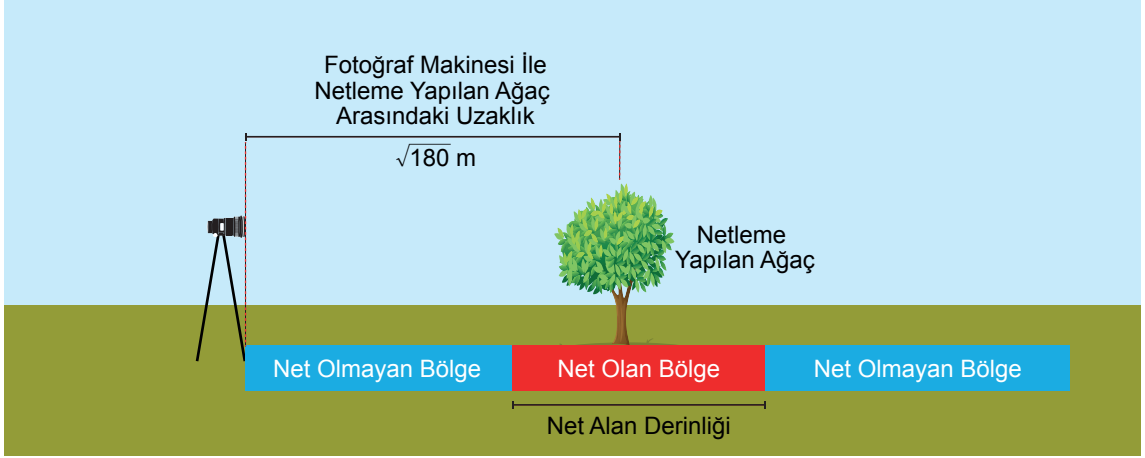 Fotoğraf Makinesi İle
Netleme Yapılan Ağaç
Arasındaki Uzaklık
√180 m
Netleme
Yapılan Ağaç
Net Olmayan Bölge
Net Olan Bölge
Net Olmayan Bölge
Net Alan Derinliği